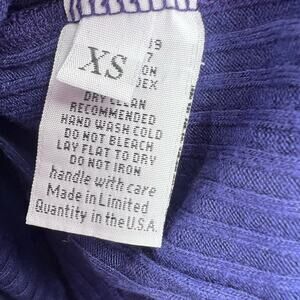 XS
DRY CLEAN
RECOMMENDED
HAND WASH COLD
DO NOT BLEACH
LAY FLAT TO DRY
DO NOT IRON
handle with care
Made in Limited
Quantity in the U.S.A.